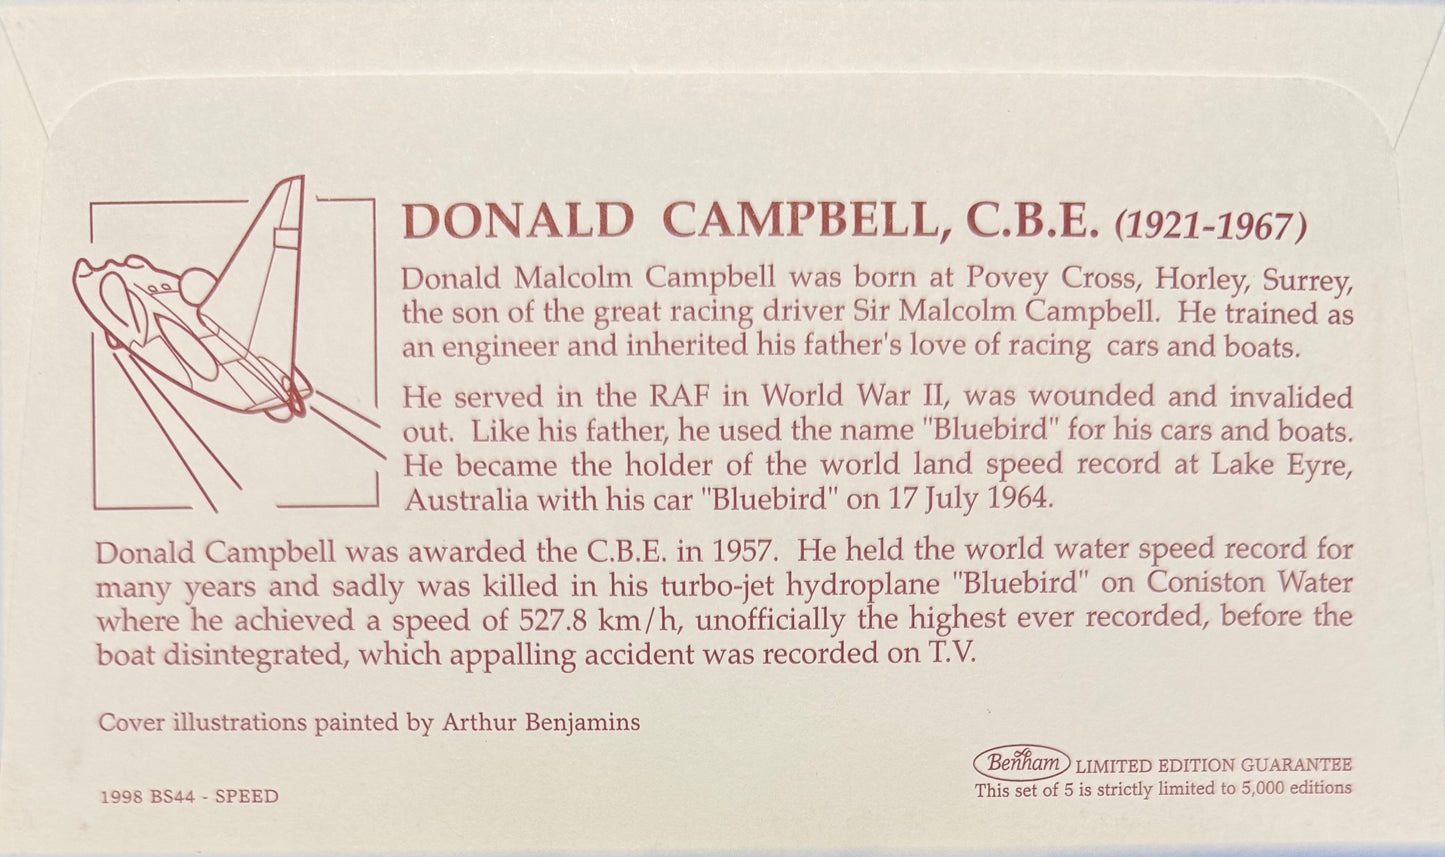 DONALD CAMPBELL, C.B.E. (1921-1967)
Donald Malcolm Campbell was born at Povey Cross, Horley, Surrey,
the son of the great racing driver Sir Malcolm Campbell. He trained as
an engineer and inherited his father's love of racing cars and boats.
He served in the RAF in World War II, was wounded and invalided
out. Like his father, he used the name "Bluebird" for his cars and boats.
He became the holder of the world land speed record at Lake Eyre,
Australia with his car "Bluebird" on 17 July 1964.
Donald Campbell was awarded the C.B.E. in 1957. He held the world water speed record for
many years and sadly was killed in his turbo-jet hydroplane "Bluebird" on Coniston Water
where he achieved a speed of 527.8 km/h, unofficially the highest ever recorded, before the
boat disintegrated, which appalling accident was recorded on T.V.
Cover illustrations painted by Arthur Benjamins
Benham LIMITED EDITION GUARANTEE
This set of 5 is strictly limited to 5,000 editions
1998 BS44 - SPEED